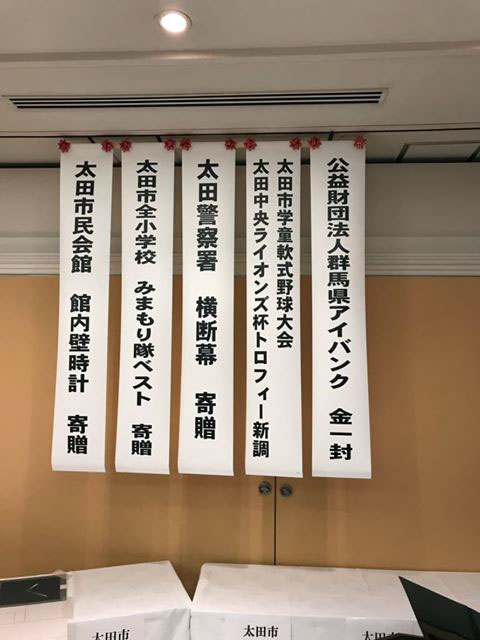 公益財団法人群馬県アイバンク 金一封
太田市学童軟式野球大会
太田中央ライオンズ杯トロフィー新調
太田警察署 横断幕 寄贈
太田市全小学校 みまもり隊ベスト 寄贈
太田市民会館 館内壁時計 寄贈
太田市
太田市
太田市